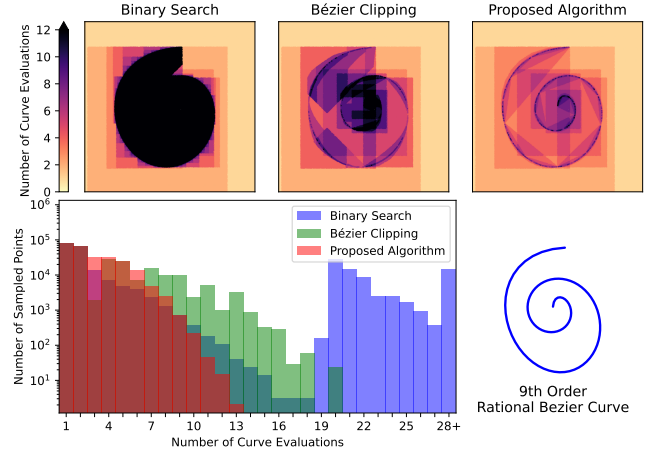 Binary Search
Bézier Clipping
Proposed Algorithm
Number of Curve Evaluations
12
10
8
6
4
2
0
Number of Sampled Points
10^6
10^5
10^4
10^3
10^2
10^1
Binary Search
Bézier Clipping
Proposed Algorithm
1
4
7
10
13
16
19
22
25
28+
Number of Curve Evaluations
9th Order
Rational Bezier Curve